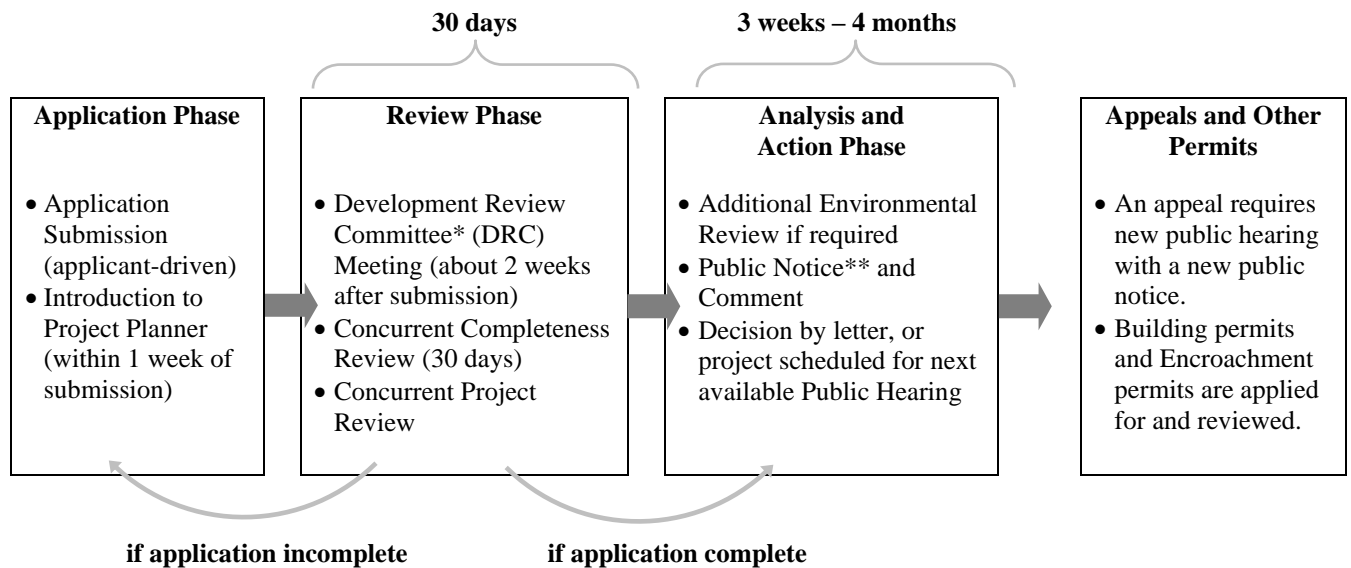 30 days
3 weeks – 4 months
Application Phase
• Application
Submission
(applicant-driven)
• Introduction to
Project Planner
(within 1 week of
submission)
Review Phase
• Development Review
Committee* (DRC)
Meeting (about 2 weeks
after submission)
• Concurrent Completeness
Review (30 days)
• Concurrent Project
Review
Analysis and
Action Phase
• Additional Environmental
Review if required
• Public Notice** and
Comment
• Decision by letter, or
project scheduled for next
available Public Hearing
Appeals and Other
Permits
• An appeal requires
new public hearing
with a new public
notice.
• Building permits
and Encroachment
permits are applied
for and reviewed.
if application incomplete
if application complete